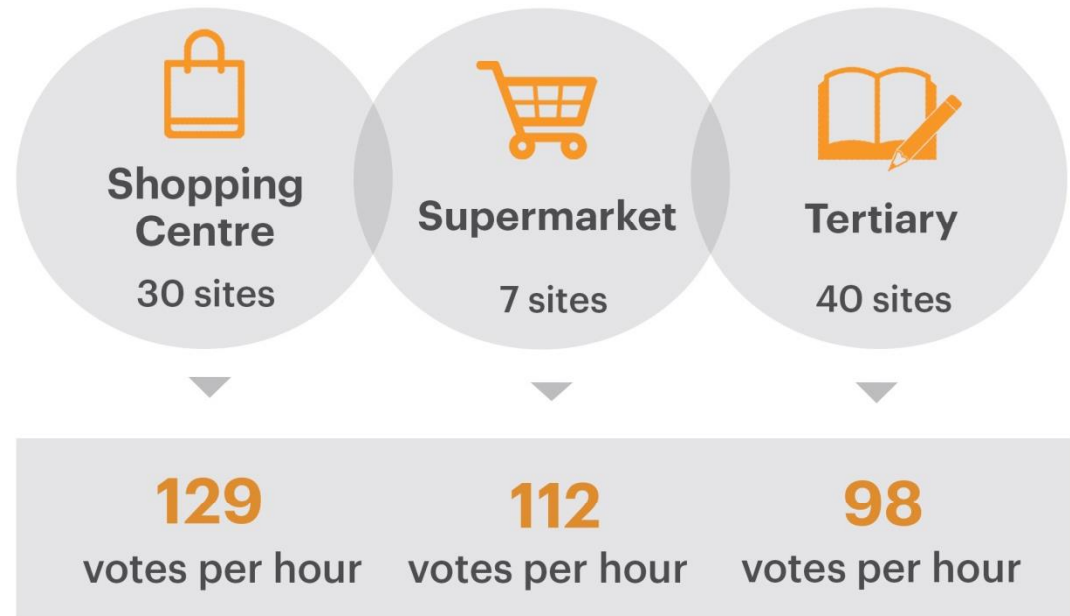 Shopping
Centre
30 sites
Supermarket
7 sites
Tertiary
40 sites
129
votes per hour
112
votes per hour
98
votes per hour